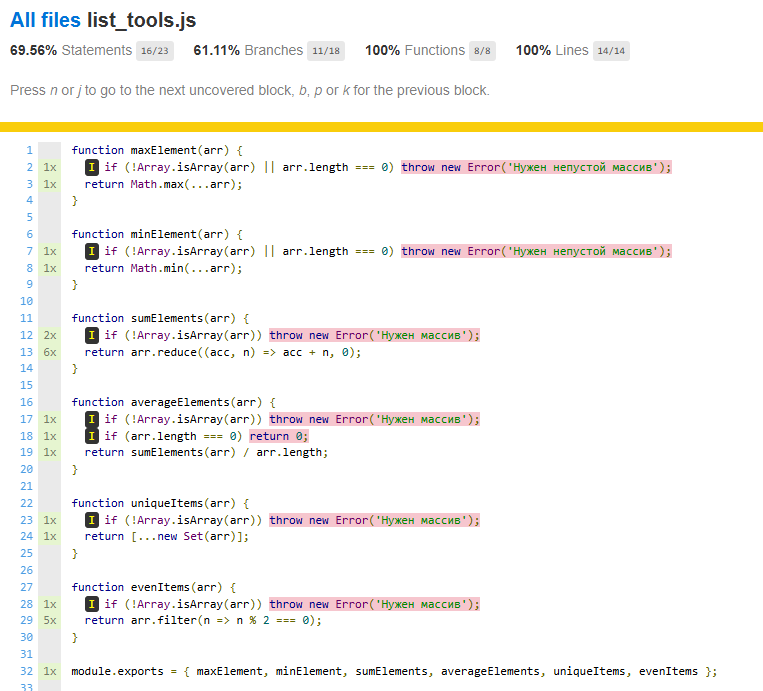 All files list_tools.js
69.56% Statements 16/23 61.11% Branches 11/18 100% Functions 8/8 100% Lines 14/14
Press n or j to go to the next uncovered block, b, p or k for the previous block.
1 function maxElement(arr) {
2 1x I if (!Array.isArray(arr) || arr.length === 0) throw new Error('Нужен непустой массив');
3 1x return Math.max(...arr);
4 }
5
6 function minElement(arr) {
7 1x I if (!Array.isArray(arr) || arr.length === 0) throw new Error('Нужен непустой массив');
8 1x return Math.min(...arr);
9 }
10
11 function sumElements(arr) {
12 2x I if (!Array.isArray(arr)) throw new Error('Нужен массив');
13 6x return arr.reduce((acc, n) => acc + n, 0);
14 }
15
16 function averageElements(arr) {
17 1x I if (!Array.isArray(arr)) throw new Error('Нужен массив');
18 1x I if (arr.length === 0) return 0;
19 1x return sumElements(arr) / arr.length;
20 }
21
22 function uniqueItems(arr) {
23 1x I if (!Array.isArray(arr)) throw new Error('Нужен массив');
24 1x return [...new Set(arr)];
25 }
26
27 function evenItems(arr) {
28 1x I if (!Array.isArray(arr)) throw new Error('Нужен массив');
29 5x return arr.filter(n => n % 2 === 0);
30 }
31
32 1x module.exports = { maxElement, minElement, sumElements, averageElements, uniqueItems, evenItems };
33